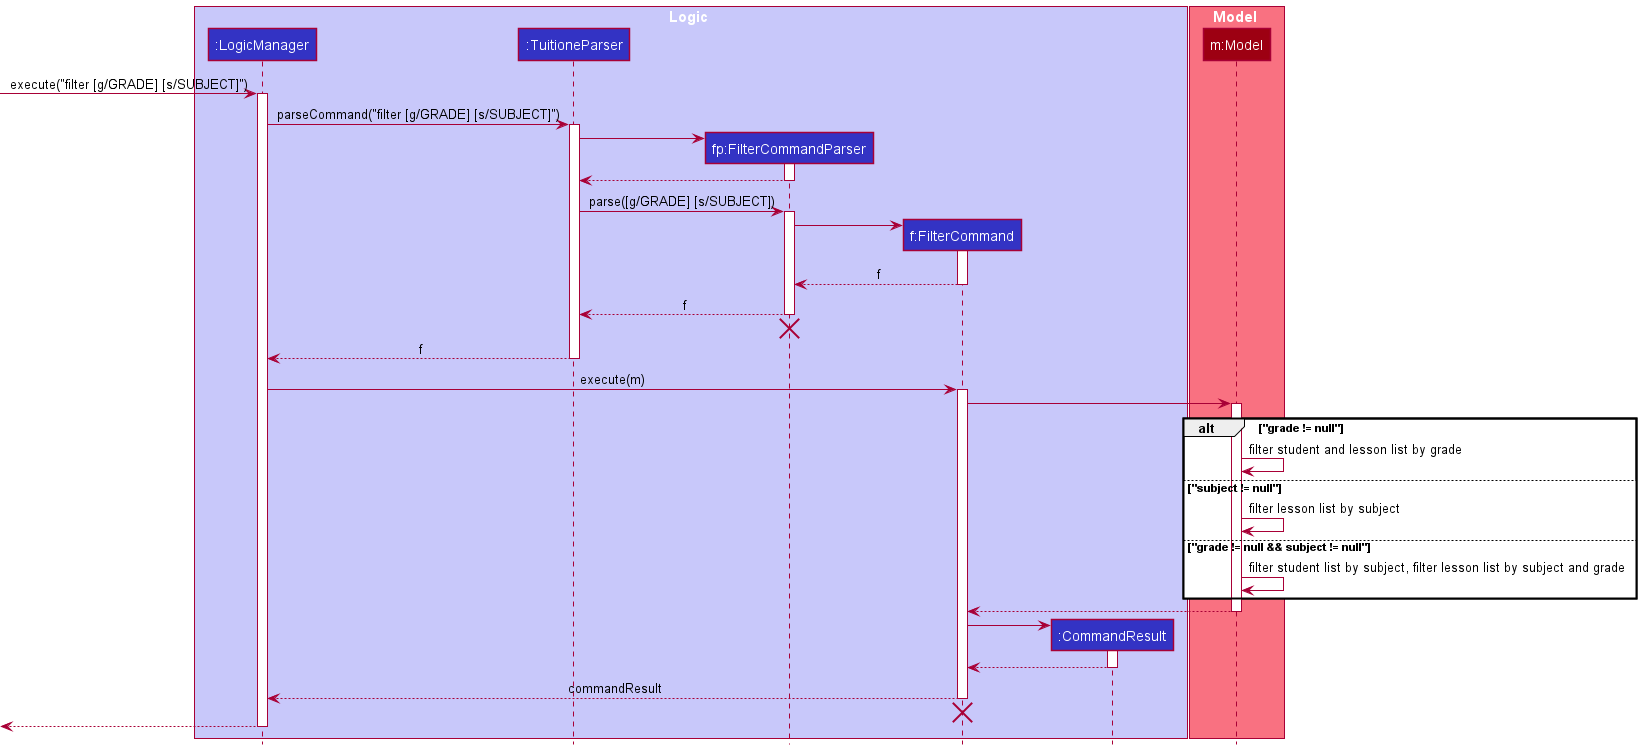 Logic
Model
:LogicManager
:TuitioneParser
m:Model
execute("filter [g/GRADE] [s/SUBJECT]")
parseCommand("filter [g/GRADE] [s/SUBJECT]")
fp:FilterCommandParser
parse([g/GRADE] [s/SUBJECT])
f:FilterCommand
f
f
f
execute(m)
alt
["grade != null"]
filter student and lesson list by grade
["subject != null"]
filter lesson list by subject
["grade != null && subject != null"]
filter student list by subject, filter lesson list by subject and grade
:CommandResult
commandResult